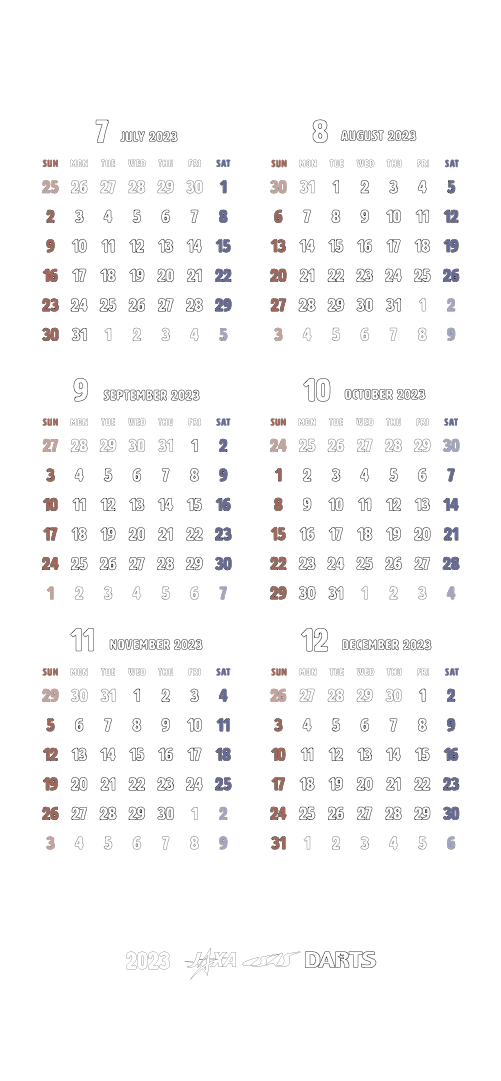 7 JULY 2023
SUN MON TUE WED THU FRI SAT
25 26 27 28 29 30 1
2 3 4 5 6 7 8
9 10 11 12 13 14 15
16 17 18 19 20 21 22
23 24 25 26 27 28 29
30 31 1 2 3 4 5
8 AUGUST 2023
SUN MON TUE WED THU FRI SAT
30 31 1 2 3 4 5
6 7 8 9 10 11 12
13 14 15 16 17 18 19
20 21 22 23 24 25 26
27 28 29 30 31 1 2
3 4 5 6 7 8 9
9 SEPTEMBER 2023
SUN MON TUE WED THU FRI SAT
27 28 29 30 31 1 2
3 4 5 6 7 8 9
10 11 12 13 14 15 16
17 18 19 20 21 22 23
24 25 26 27 28 29 30
1 2 3 4 5 6 7
10 OCTOBER 2023
SUN MON TUE WED THU FRI SAT
24 25 26 27 28 29 30
1 2 3 4 5 6 7
8 9 10 11 12 13 14
15 16 17 18 19 20 21
22 23 24 25 26 27 28
29 30 31 1 2 3 4
11 NOVEMBER 2023
SUN MON TUE WED THU FRI SAT
29 30 31 1 2 3 4
5 6 7 8 9 10 11
12 13 14 15 16 17 18
19 20 21 22 23 24 25
26 27 28 29 30 1 2
3 4 5 6 7 8 9
12 DECEMBER 2023
SUN MON TUE WED THU FRI SAT
26 27 28 29 30 1 2
3 4 5 6 7 8 9
10 11 12 13 14 15 16
17 18 19 20 21 22 23
24 25 26 27 28 29 30
31 1 2 3 4 5 6
2023 JAXA DARTS